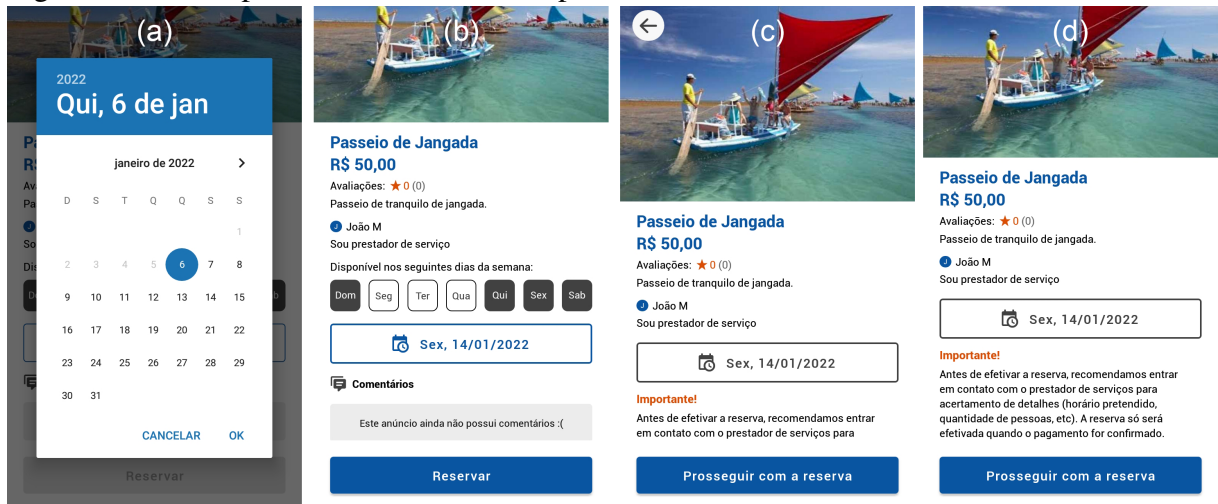 (a)
2022
Qui, 6 de jan
janeiro de 2022
D S T Q Q S S
1
2 3 4 5 6 7 8
9 10 11 12 13 14 15
16 17 18 19 20 21 22
23 24 25 26 27 28 29
30 31
CANCELAR OK
Reservar
(b)
Passeio de Jangada
R$ 50,00
Avaliações: ★ 0 (0)
Passeio de tranquilo de jangada.
J João M
Sou prestador de serviço
Disponível nos seguintes dias da semana:
Dom Seg Ter Qua Qui Sex Sab
Sex, 14/01/2022
Comentários
Este anúncio ainda não possui comentários :(
Reservar
(c)
Passeio de Jangada
R$ 50,00
Avaliações: ★ 0 (0)
Passeio de tranquilo de jangada.
J João M
Sou prestador de serviço
Sex, 14/01/2022
Importante!
Antes de efetivar a reserva, recomendamos entrar
em contato com o prestador de serviços para
Prosseguir com a reserva
(d)
Passeio de Jangada
R$ 50,00
Avaliações: ★ 0 (0)
Passeio de tranquilo de jangada.
J João M
Sou prestador de serviço
Sex, 14/01/2022
Importante!
Antes de efetivar a reserva, recomendamos entrar
em contato com o prestador de serviços para
acertamento de detalhes (horário pretendido,
quantidade de pessoas, etc). A reserva só será
efetivada quando o pagamento for confirmado.
Prosseguir com a reserva